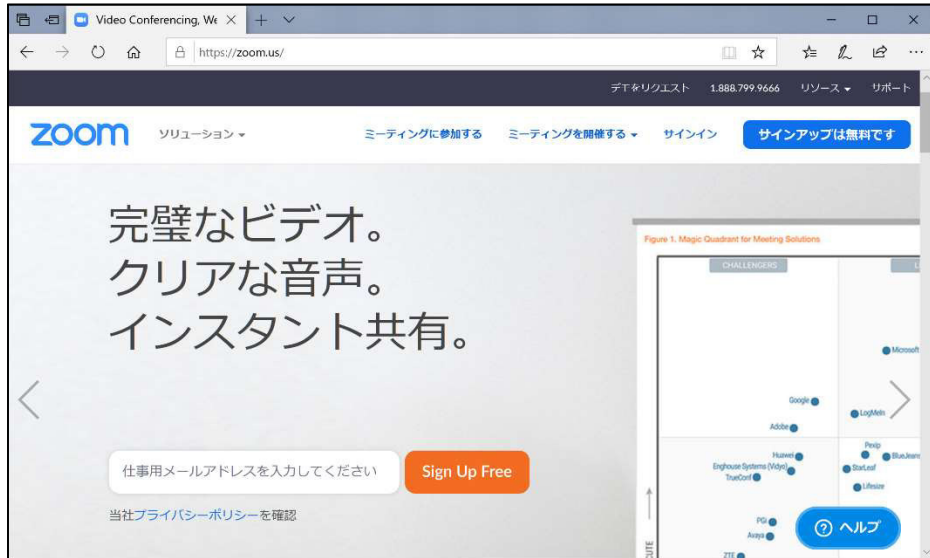 Video Conferencing, We
https://zoom.us/
デモをリクエスト 1.888.799.9666 リソース サポート
zoom ソリューション ミーティングに参加する ミーティングを開催する サインイン サインアップは無料です
完璧なビデオ。
クリアな音声。
インスタント共有。
仕事用メールアドレスを入力してください Sign Up Free
当社プライバシーポリシーを確認
Figure 1. Magic Quadrant for Meeting Solutions
CHALLENGERS L
Microsoft
Google
LogMeIn
Adobe
Pexip
Huawei
BlueJeans
Enghouse Systems (Vidyo)
StarLeaf
TrueConf
Lifesize
PGi
Avaya
ZTE
CUTE
ヘルプ